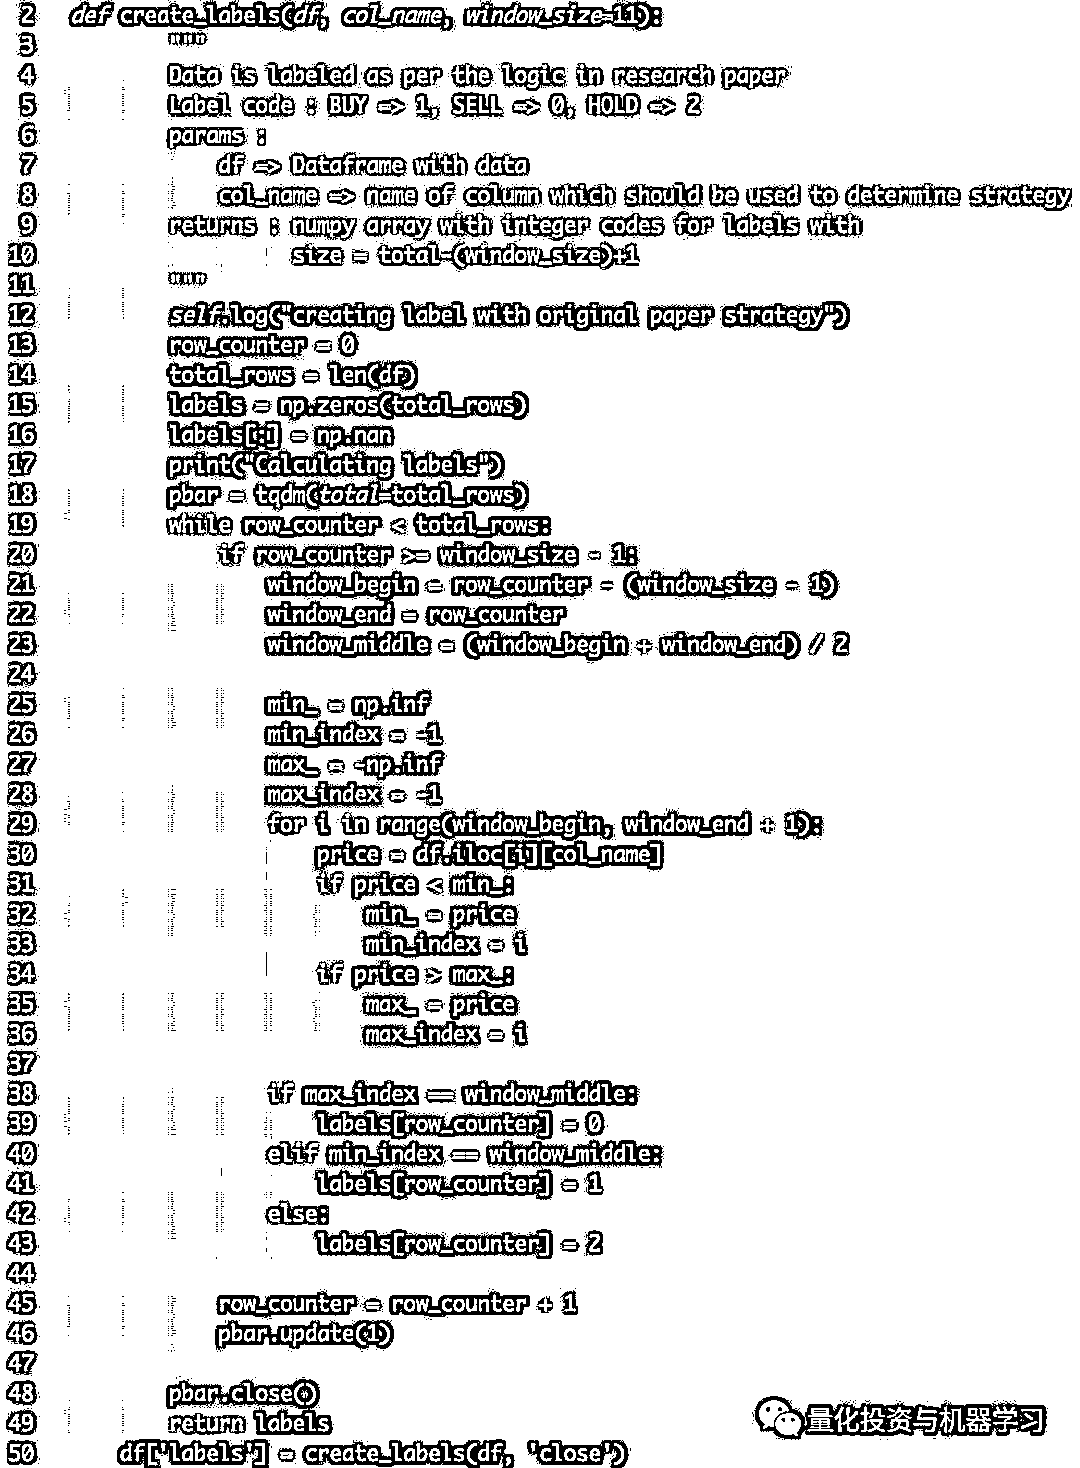 2 def create_labels(df, col_name, window_size=11):
3 """
4 Data is labeled as per the logic in research paper
5 Label code : BUY => 1, SELL => 0, HOLD => 2
6 params :
7 df => Dataframe with data
8 col_name => name of column which should be used to determine strategy
9 returns : numpy array with integer codes for labels with
10 size = total-(window_size)+1
11 """
12 self.log("creating label with original paper strategy")
13 row_counter = 0
14 total_rows = len(df)
15 labels = np.zeros(total_rows)
16 labels[:] = np.nan
17 print("Calculating labels")
18 pbar = tqdm(total=total_rows)
19 while row_counter < total_rows:
20 if row_counter >= window_size - 1:
21 window_begin = row_counter - (window_size - 1)
22 window_end = row_counter
23 window_middle = (window_begin + window_end) // 2
24
25 min_ = np.inf
26 min_index = -1
27 max_ = -np.inf
28 max_index = -1
29 for i in range(window_begin, window_end + 1):
30 price = df.iloc[i][col_name]
31 if price < min_:
32 min_ = price
33 min_index = i
34 if price > max_:
35 max_ = price
36 max_index = i
37
38 if max_index == window_middle:
39 labels[row_counter] = 0
40 elif min_index == window_middle:
41 labels[row_counter] = 1
42 else:
43 labels[row_counter] = 2
44
45 row_counter = row_counter + 1
46 pbar.update(1)
47
48 pbar.close()
49 return labels
50 df['labels'] = create_labels(df, 'close')
量化投资与机器学习